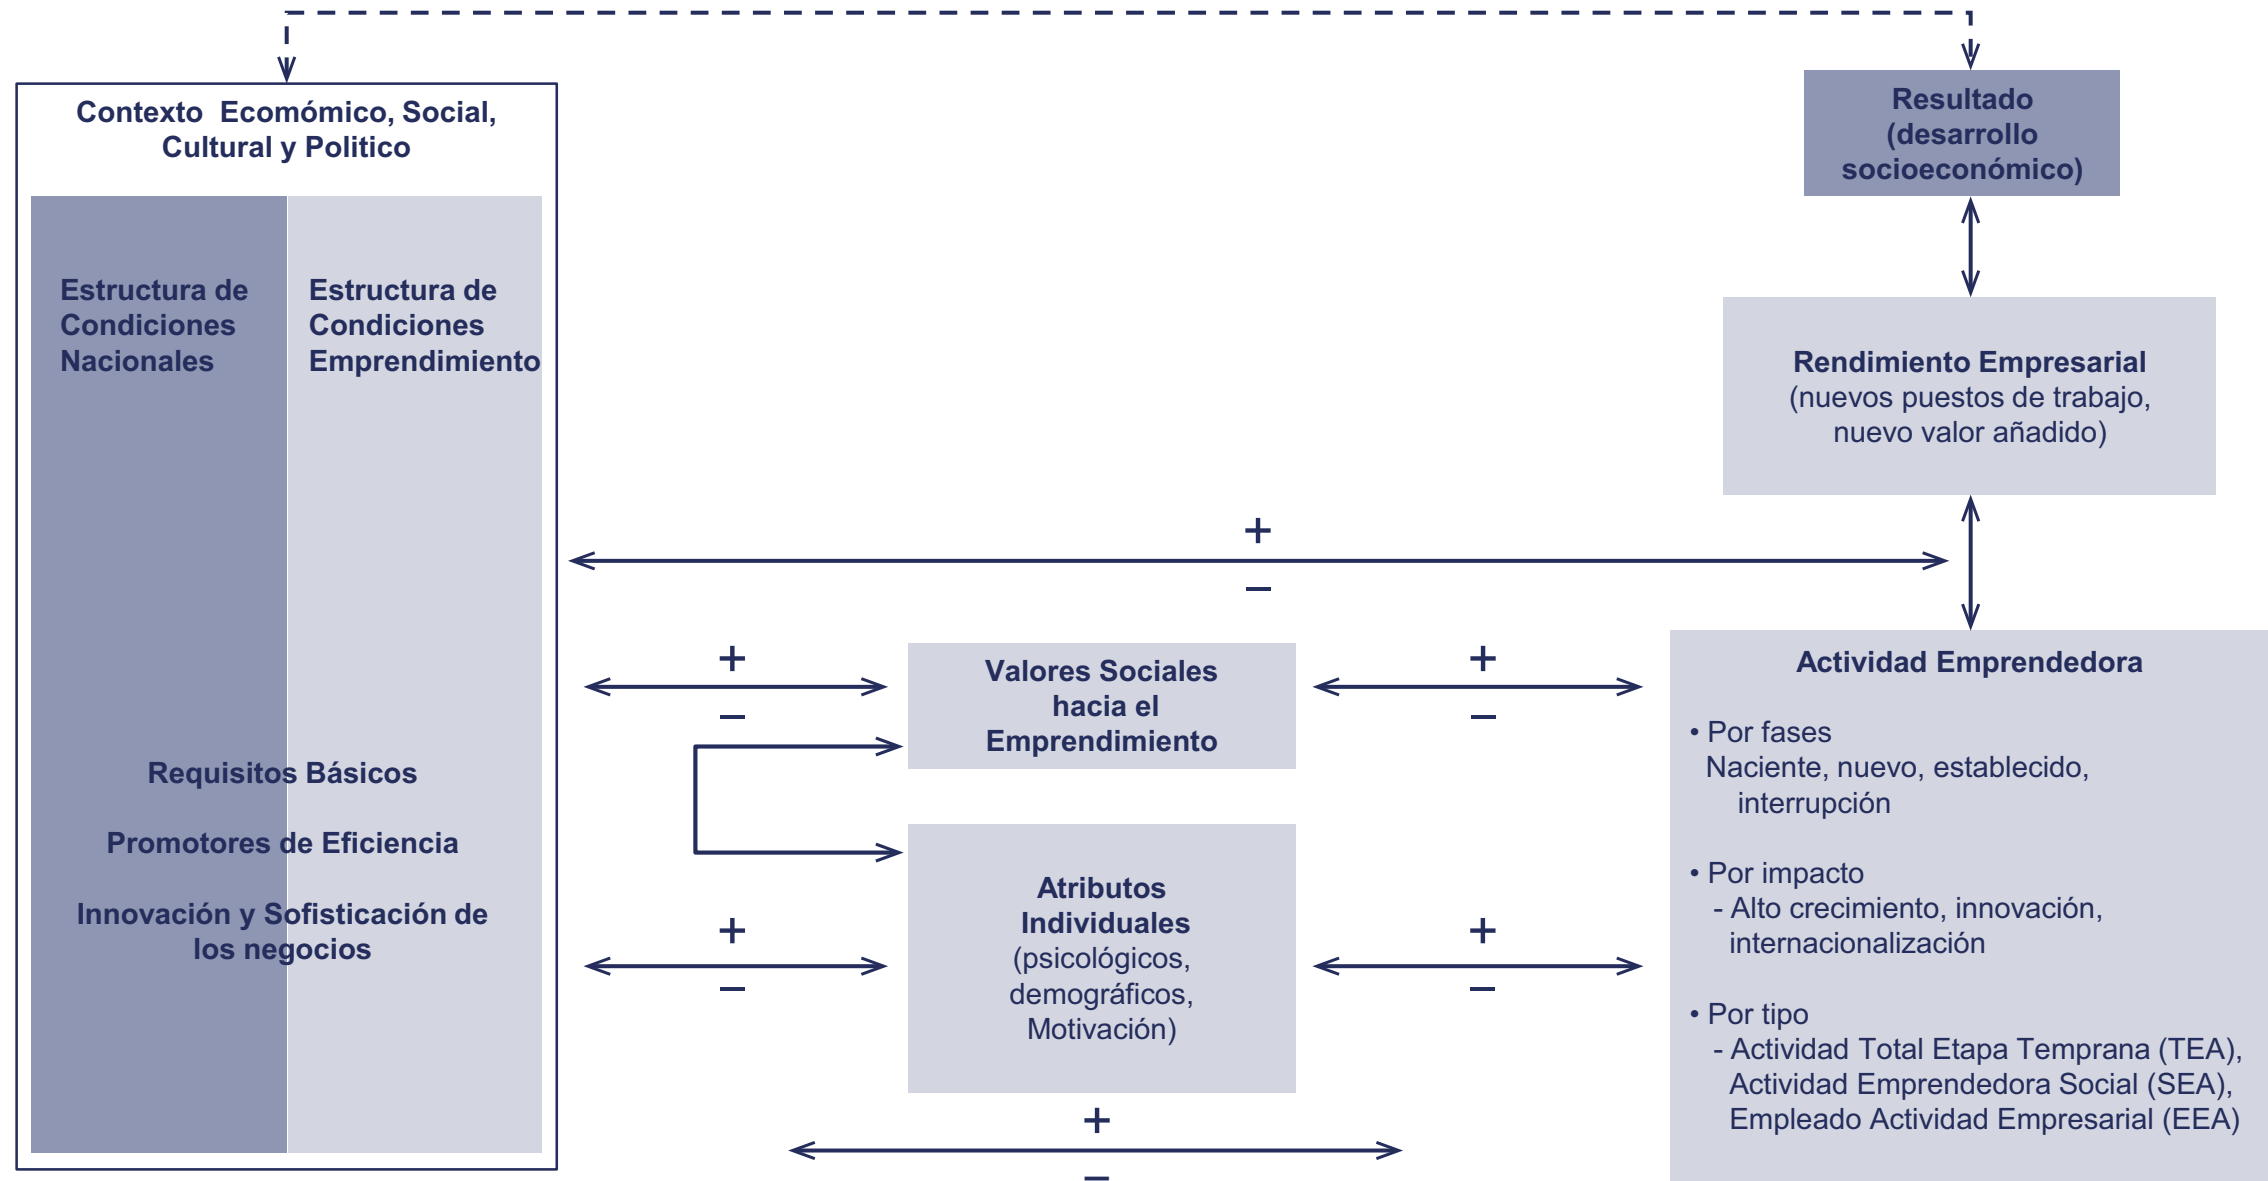 Contexto Ecomómico, Social,
Cultural y Politico
Estructura de
Condiciones
Nacionales
Estructura de
Condiciones
Emprendimiento
Requisitos Básicos
Promotores de Eficiencia
Innovación y Sofisticación de
los negocios
+
–
+
–
+
–
Valores Sociales
hacia el
Emprendimiento
Atributos
Individuales
(psicológicos,
demográficos,
Motivación)
+
–
+
–
+
–
Resultado
(desarrollo
socioeconómico)
Rendimiento Empresarial
(nuevos puestos de trabajo,
nuevo valor añadido)
Actividad Emprendedora
• Por fases
Naciente, nuevo, establecido,
interrupción
• Por impacto
- Alto crecimiento, innovación,
internacionalización
• Por tipo
- Actividad Total Etapa Temprana (TEA),
Actividad Emprendedora Social (SEA),
Empleado Actividad Empresarial (EEA)